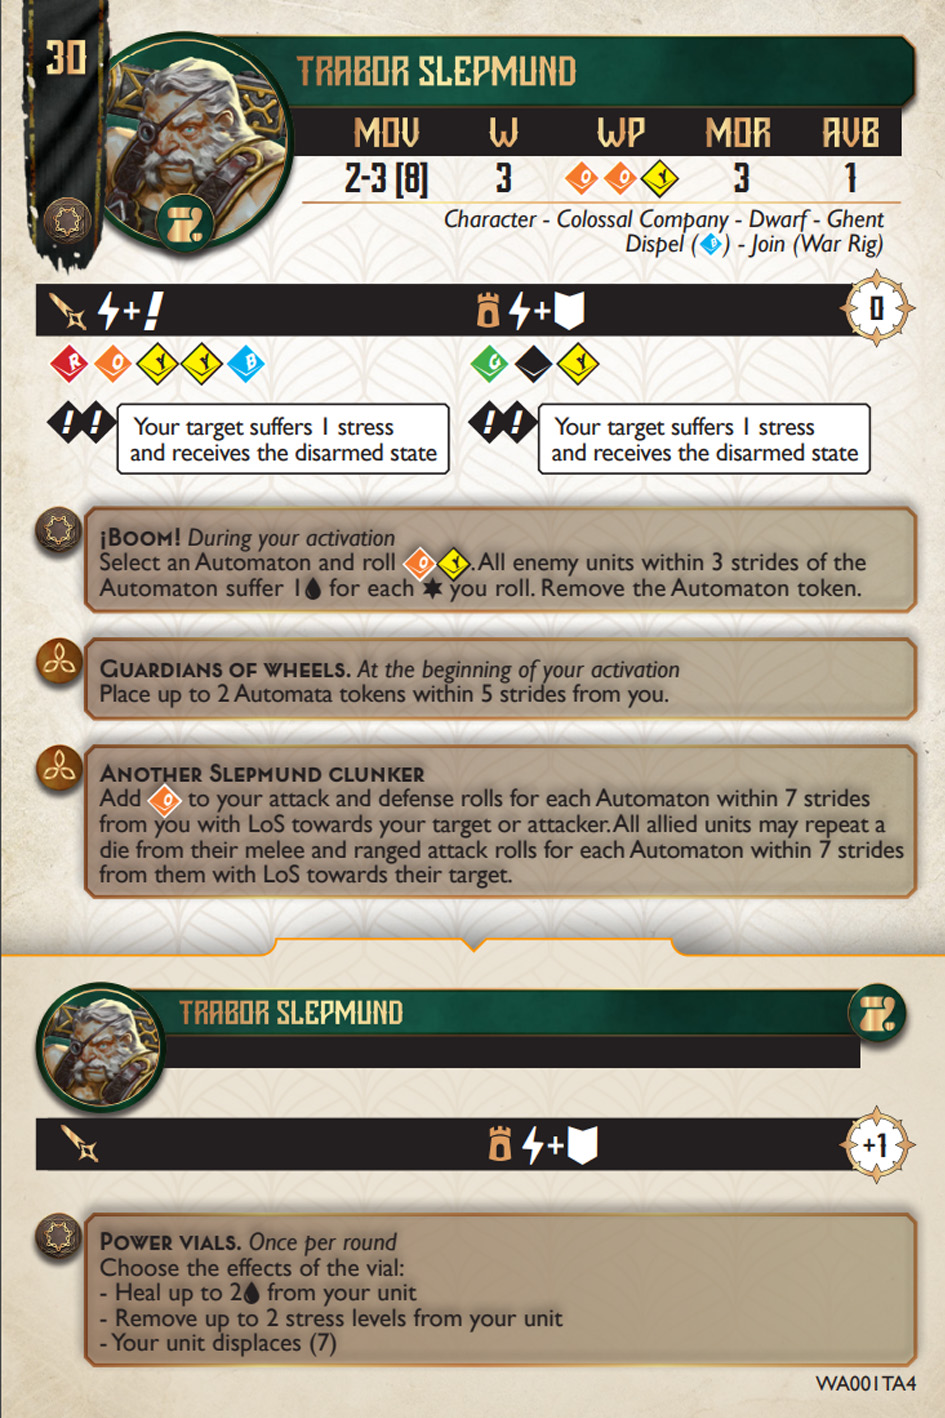 30
TRABOR SLEPMUND
MOV W WP MOR AVB
2-3 [8] 3 O O Y 3 1
Character - Colossal Company - Dwarf - Ghent
Dispel (B) - Join (War Rig)
+! + 0
R O Y Y B G Y
!! Your target suffers 1 stress
and receives the disarmed state
!! Your target suffers 1 stress
and receives the disarmed state
¡BOOM! During your activation
Select an Automaton and roll O Y. All enemy units within 3 strides of the
Automaton suffer 1 for each you roll. Remove the Automaton token.
GUARDIANS OF WHEELS. At the beginning of your activation
Place up to 2 Automata tokens within 5 strides from you.
ANOTHER SLEPMUND CLUNKER
Add O to your attack and defense rolls for each Automaton within 7 strides
from you with LoS towards your target or attacker. All allied units may repeat a
die from their melee and ranged attack rolls for each Automaton within 7 strides
from them with LoS towards their target.
TRABOR SLEPMUND
+ +1
POWER VIALS. Once per round
Choose the effects of the vial:
- Heal up to 2 from your unit
- Remove up to 2 stress levels from your unit
- Your unit displaces (7)
WA001TA4